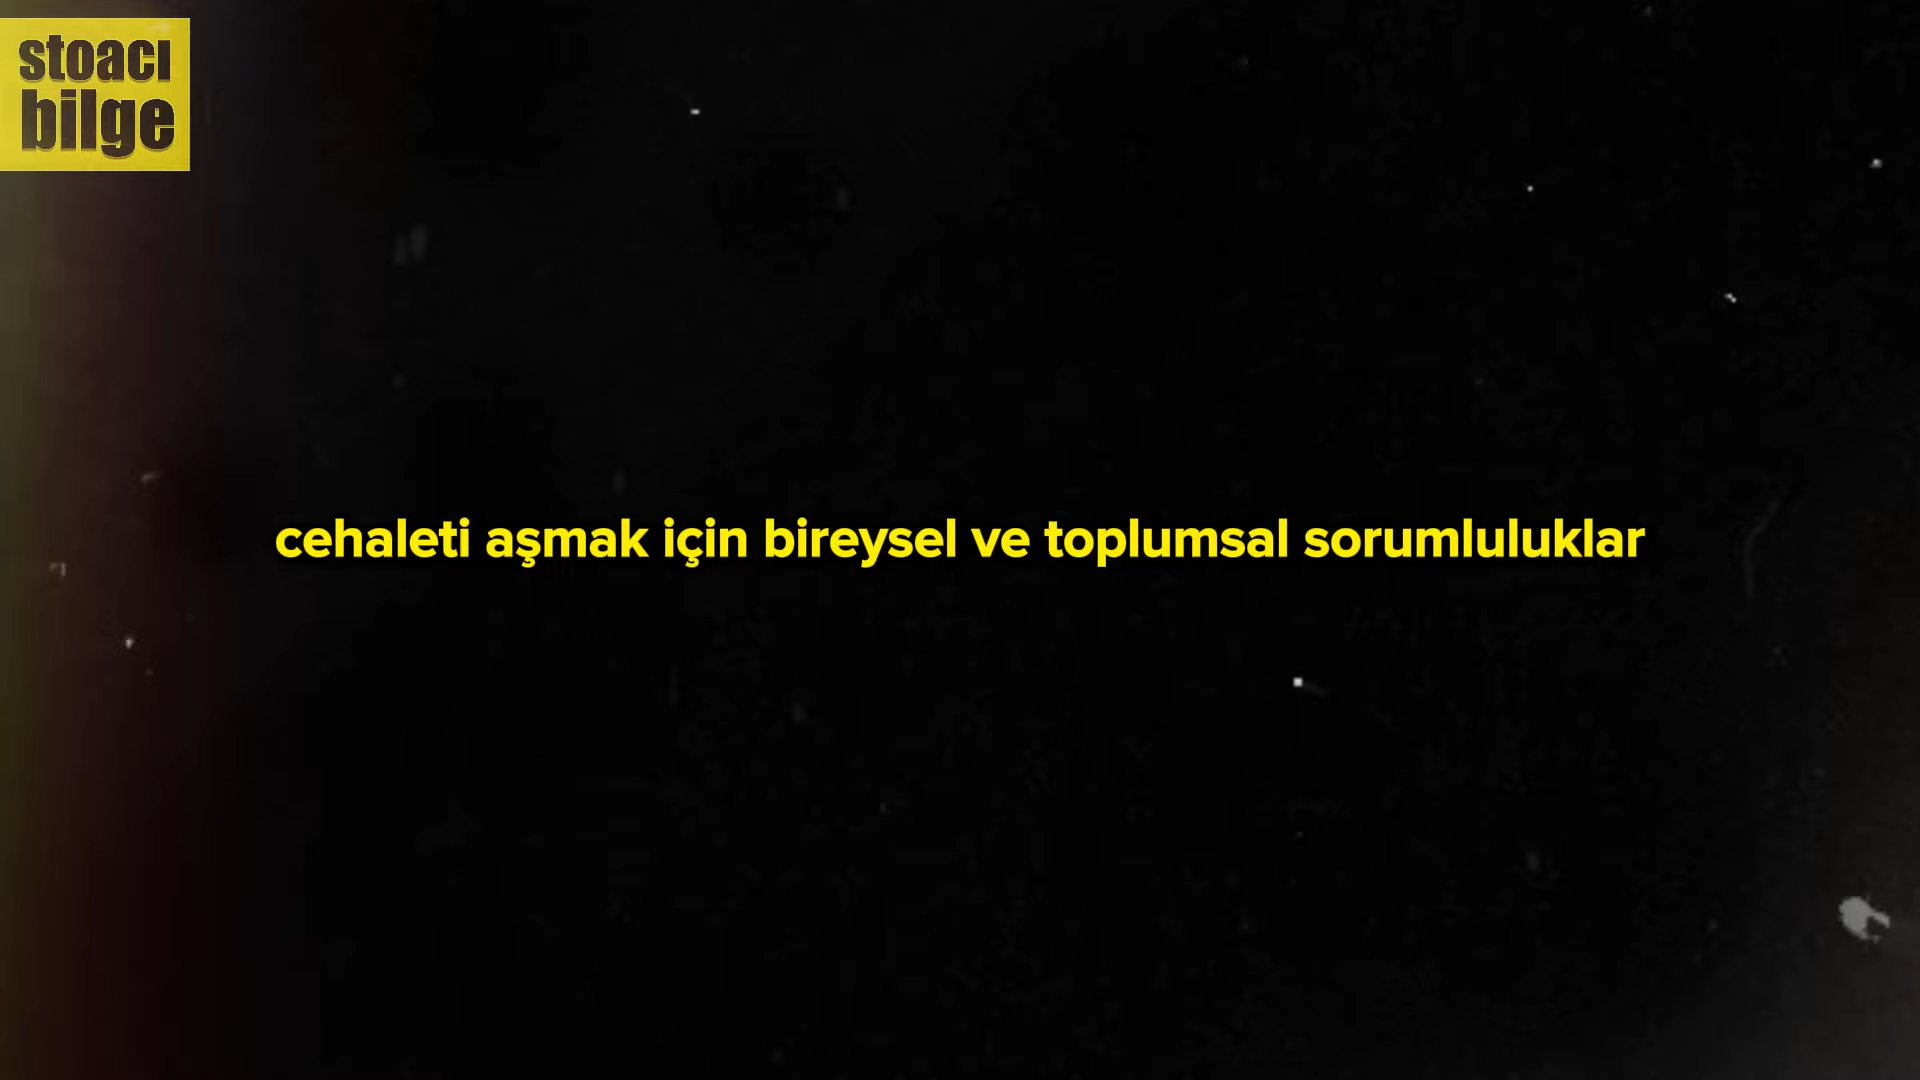 stoacı
bilge
cehaleti aşmak için bireysel ve toplumsal sorumluluklar